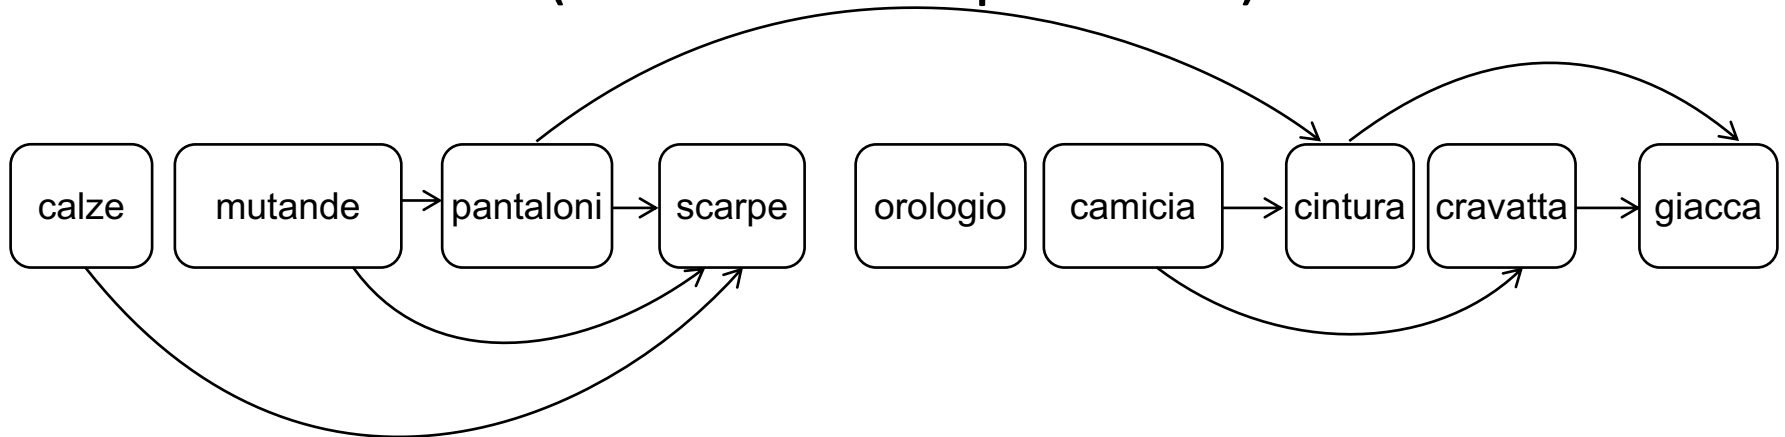 calze
mutande
pantaloni
scarpe
orologio
camicia
cintura
cravatta
giacca